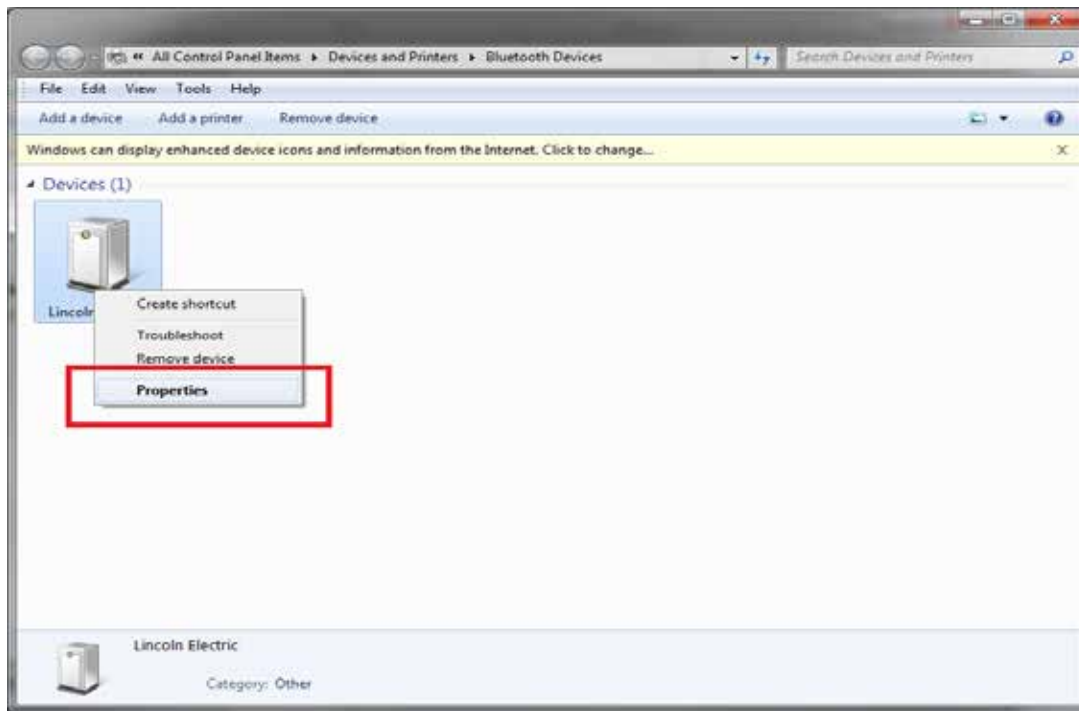 « All Control Panel Items ▸ Devices and Printers ▸ Bluetooth Devices Search Devices and Printers
File Edit View Tools Help
Add a device Add a printer Remove device
Windows can display enhanced device icons and information from the Internet. Click to change...
Devices (1)
Create shortcut
Lincoln
Troubleshoot
Remove device
Properties
Lincoln Electric
Category: Other